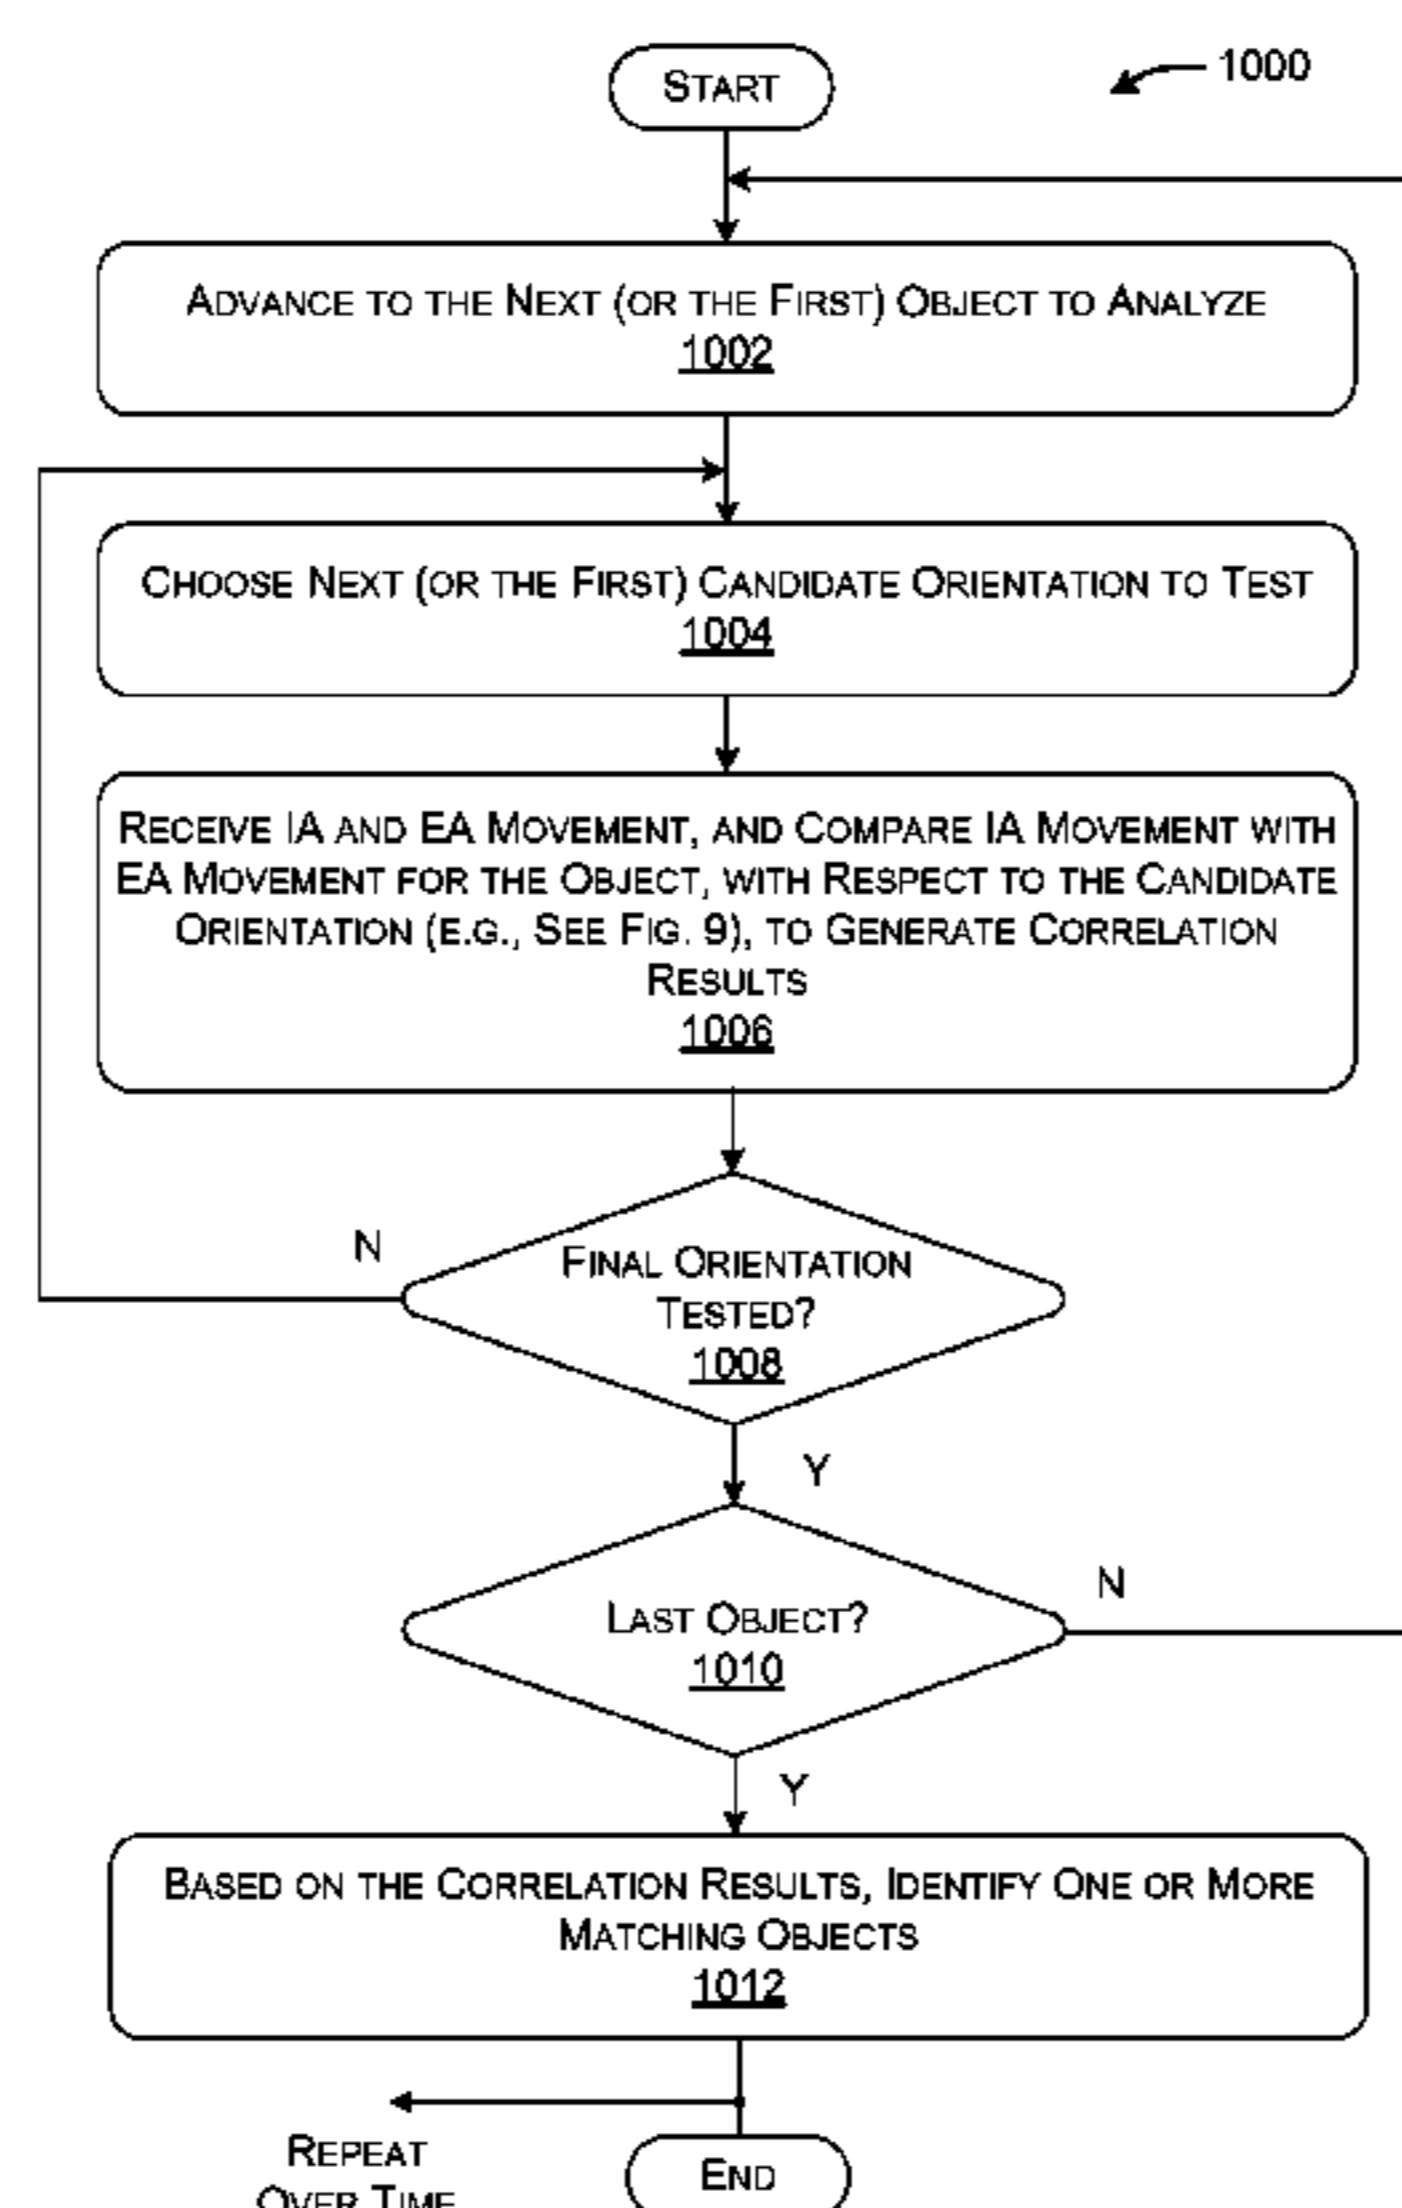 START
1000
ADVANCE TO THE NEXT (OR THE FIRST) OBJECT TO ANALYZE
1002
CHOOSE NEXT (OR THE FIRST) CANDIDATE ORIENTATION TO TEST
1004
RECEIVE IA AND EA MOVEMENT, AND COMPARE IA MOVEMENT WITH
EA MOVEMENT FOR THE OBJECT, WITH RESPECT TO THE CANDIDATE
ORIENTATION (E.G., SEE FIG. 9), TO GENERATE CORRELATION
RESULTS
1006
N
FINAL ORIENTATION
TESTED?
1008
Y
N
LAST OBJECT?
1010
Y
BASED ON THE CORRELATION RESULTS, IDENTIFY ONE OR MORE
MATCHING OBJECTS
1012
REPEAT
OVER TIME
END